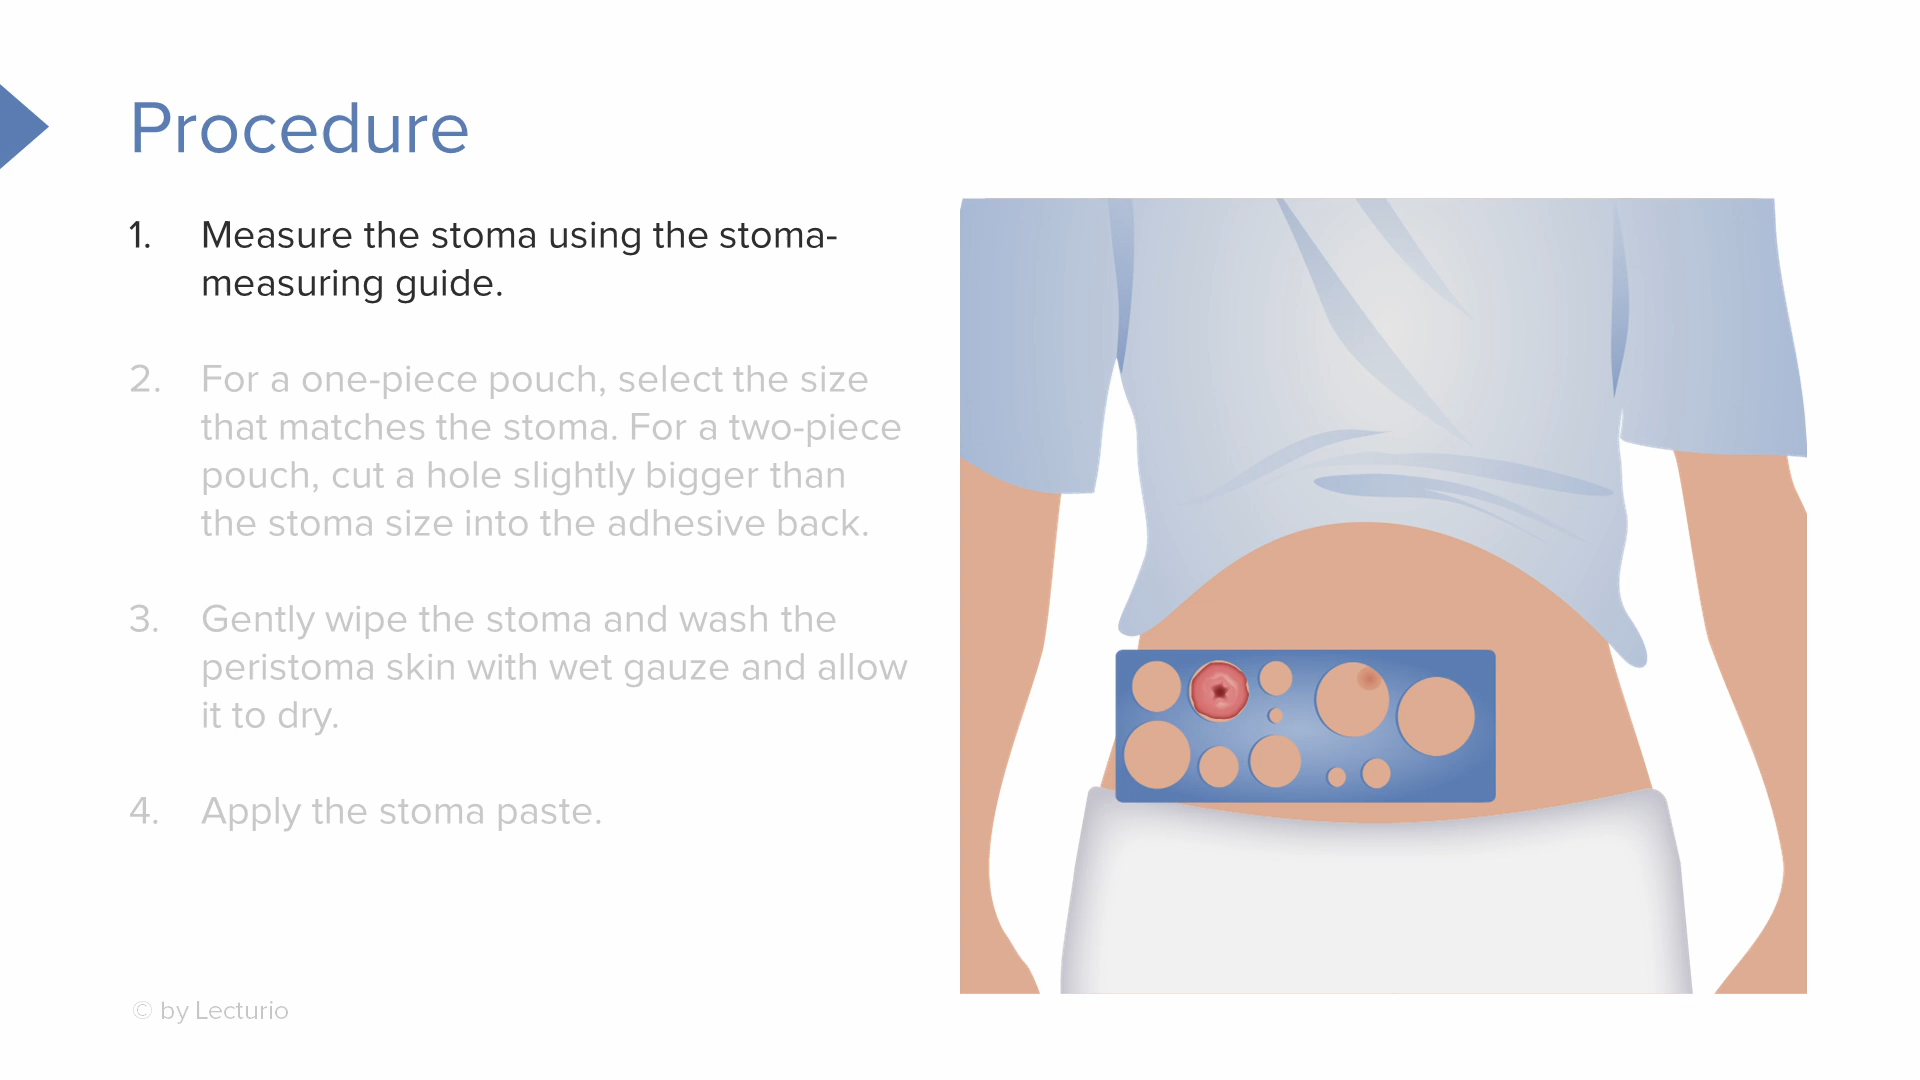 Procedure
1. Measure the stoma using the stoma-
measuring guide.
2. For a one-piece pouch, select the size
that matches the stoma. For a two-piece
pouch, cut a hole slightly bigger than
the stoma size into the adhesive back.
3. Gently wipe the stoma and wash the
peristoma skin with wet gauze and allow
it to dry.
4. Apply the stoma paste.
© by Lecturio